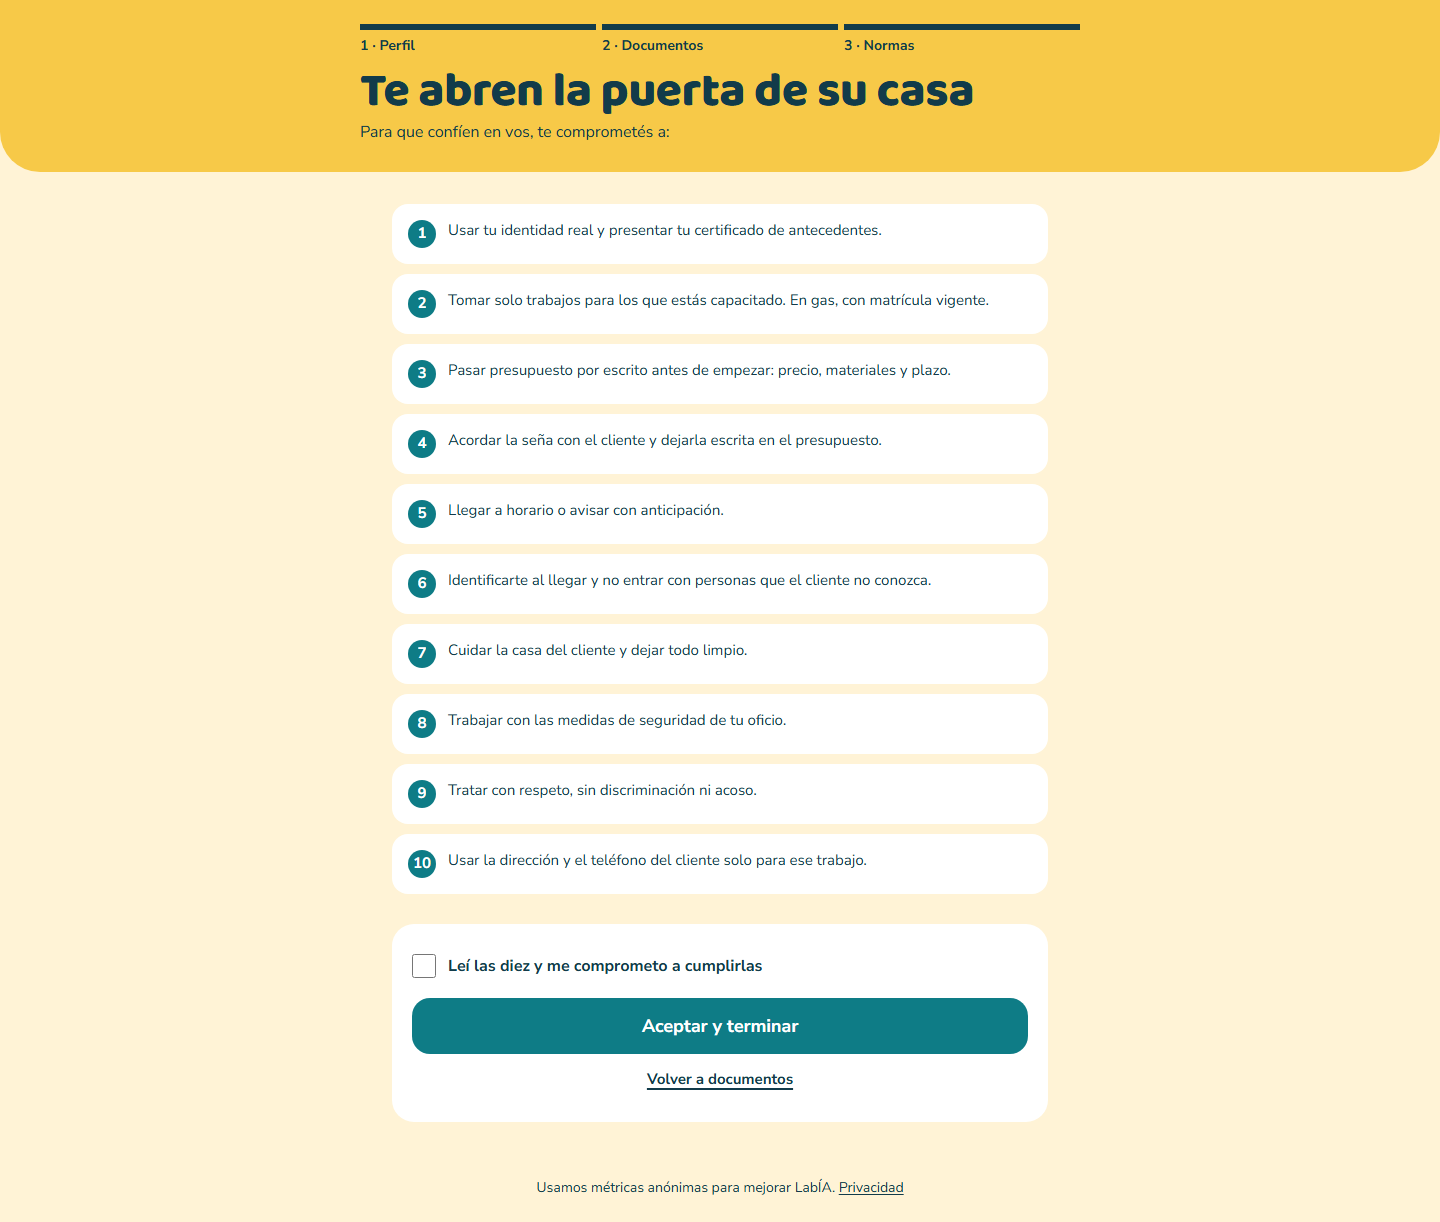 1 · Perfil
2 · Documentos
3 · Normas
Te abren la puerta de su casa
Para que confíen en vos, te comprometés a:
1 Usar tu identidad real y presentar tu certificado de antecedentes.
2 Tomar solo trabajos para los que estás capacitado. En gas, con matrícula vigente.
3 Pasar presupuesto por escrito antes de empezar: precio, materiales y plazo.
4 Acordar la seña con el cliente y dejarla escrita en el presupuesto.
5 Llegar a horario o avisar con anticipación.
6 Identificarte al llegar y no entrar con personas que el cliente no conozca.
7 Cuidar la casa del cliente y dejar todo limpio.
8 Trabajar con las medidas de seguridad de tu oficio.
9 Tratar con respeto, sin discriminación ni acoso.
10 Usar la dirección y el teléfono del cliente solo para ese trabajo.
Leí las diez y me comprometo a cumplirlas
Aceptar y terminar
Volver a documentos
Usamos métricas anónimas para mejorar LabÍA. Privacidad